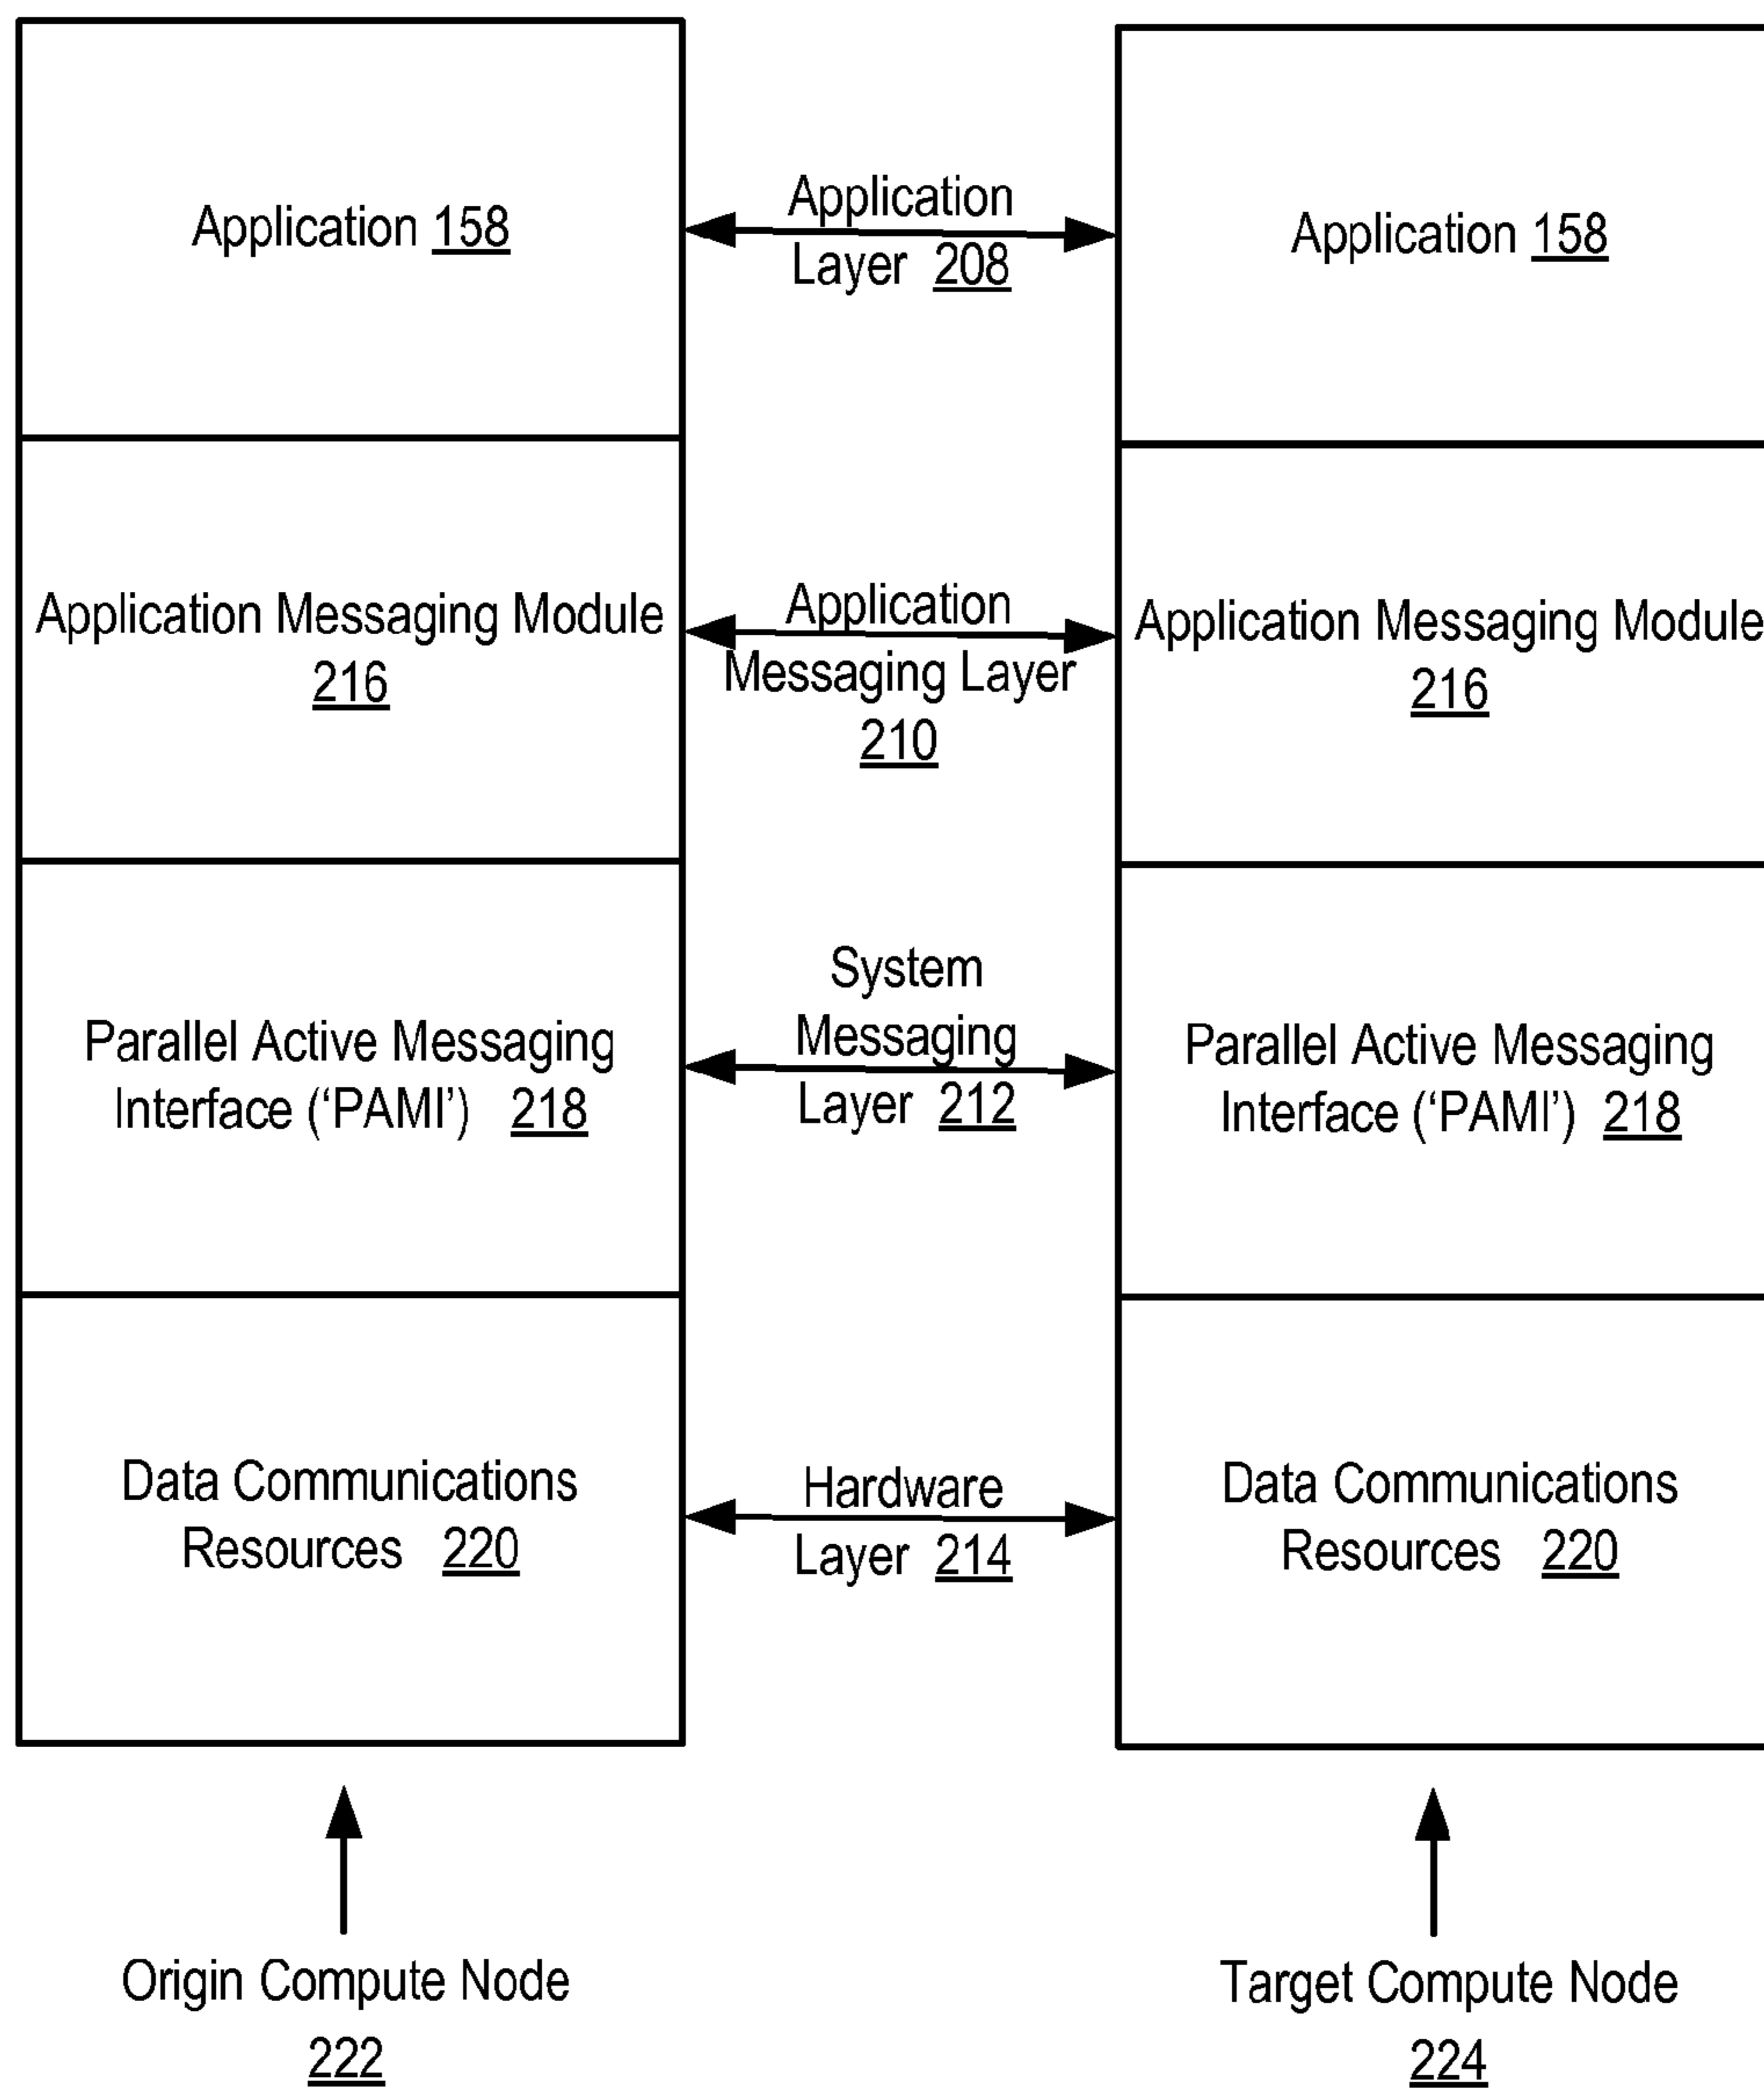 Application 158
Application
Layer 208
Application 158
Application Messaging Module
216
Application
Messaging Layer
210
Application Messaging Module
216
Parallel Active Messaging
Interface (‘PAMI’) 218
System
Messaging
Layer 212
Parallel Active Messaging
Interface (‘PAMI’) 218
Data Communications
Resources 220
Hardware
Layer 214
Data Communications
Resources 220
Origin Compute Node
222
Target Compute Node
224